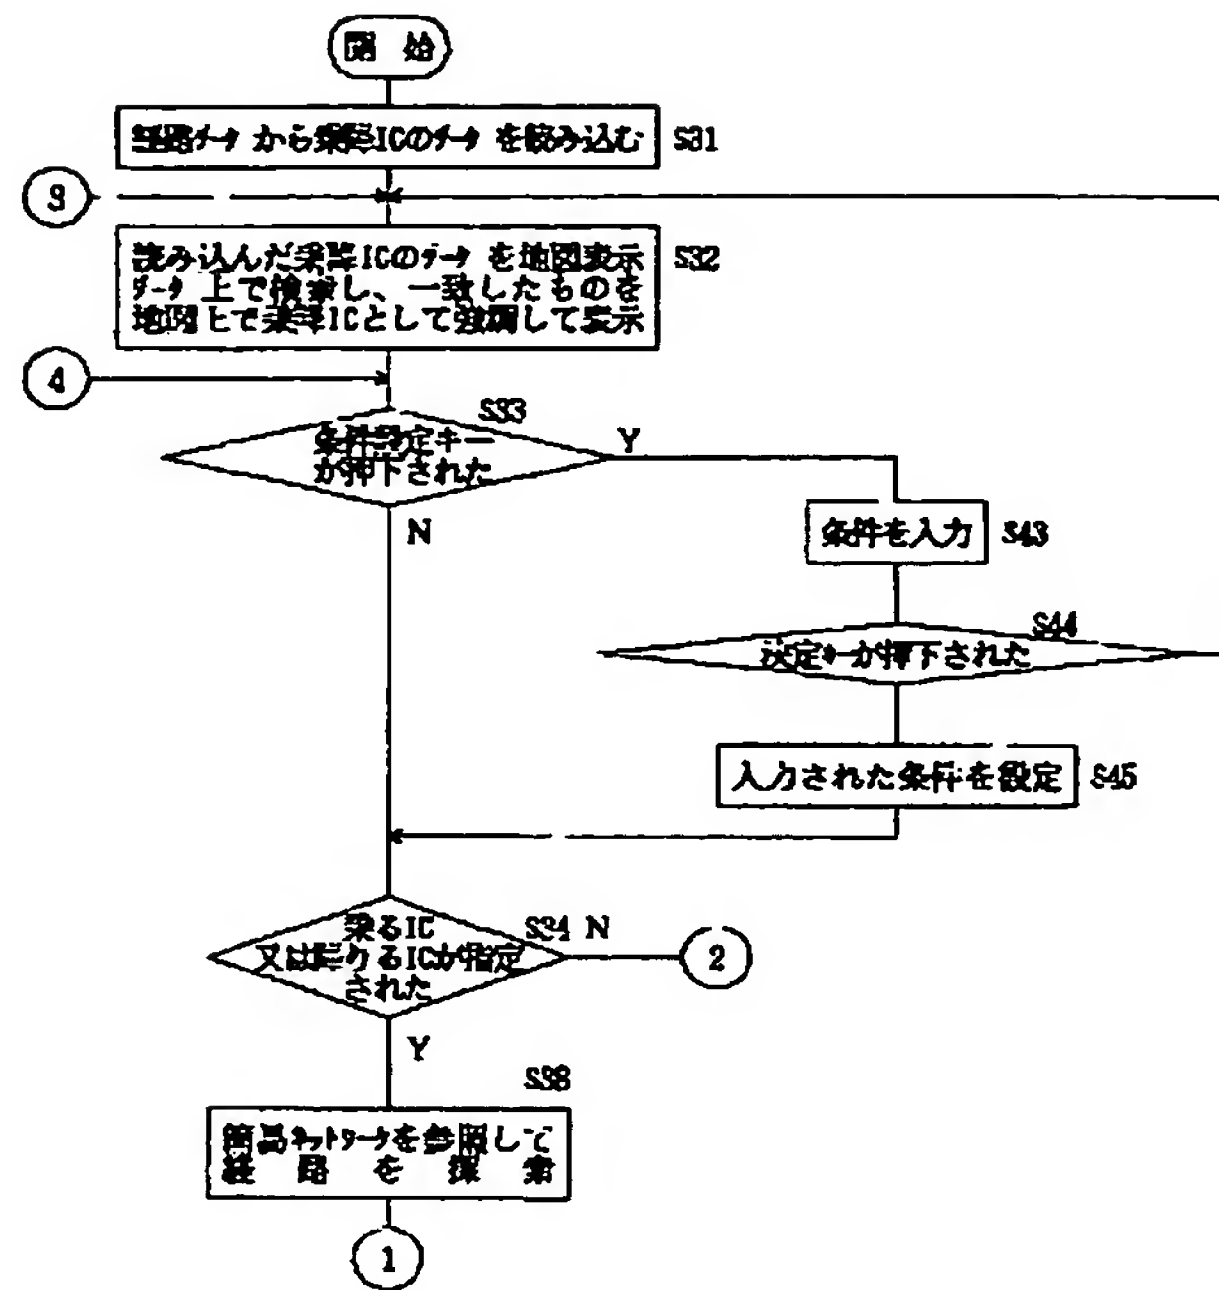 開 始
経路データ から乗降ICのデータ を読み込む S31
3
読み込んだ乗降ICのデータ を地図表示 S32
データ 上で検索し、一致したものを
地図上で乗降ICとして強調して表示
4
S33
条件設定キー
が押下された
Y
N
条件を入力 S43
S44
決定キーが押下された
入力された条件を設定 S45
乗るIC
又は降りるICが指定
された
S34 N
2
Y
S38
簡易ネットワークを参照して
経 路 を 探 索
1